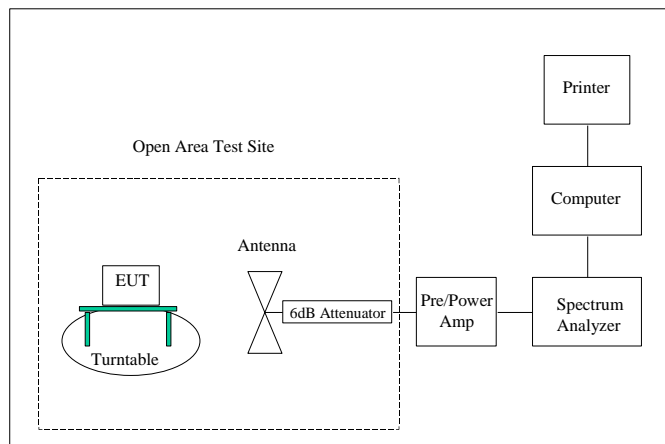 Printer
Open Area Test Site
Computer
Antenna
EUT
6dB Attenuator
Pre/Power
Amp
Spectrum
Analyzer
Turntable